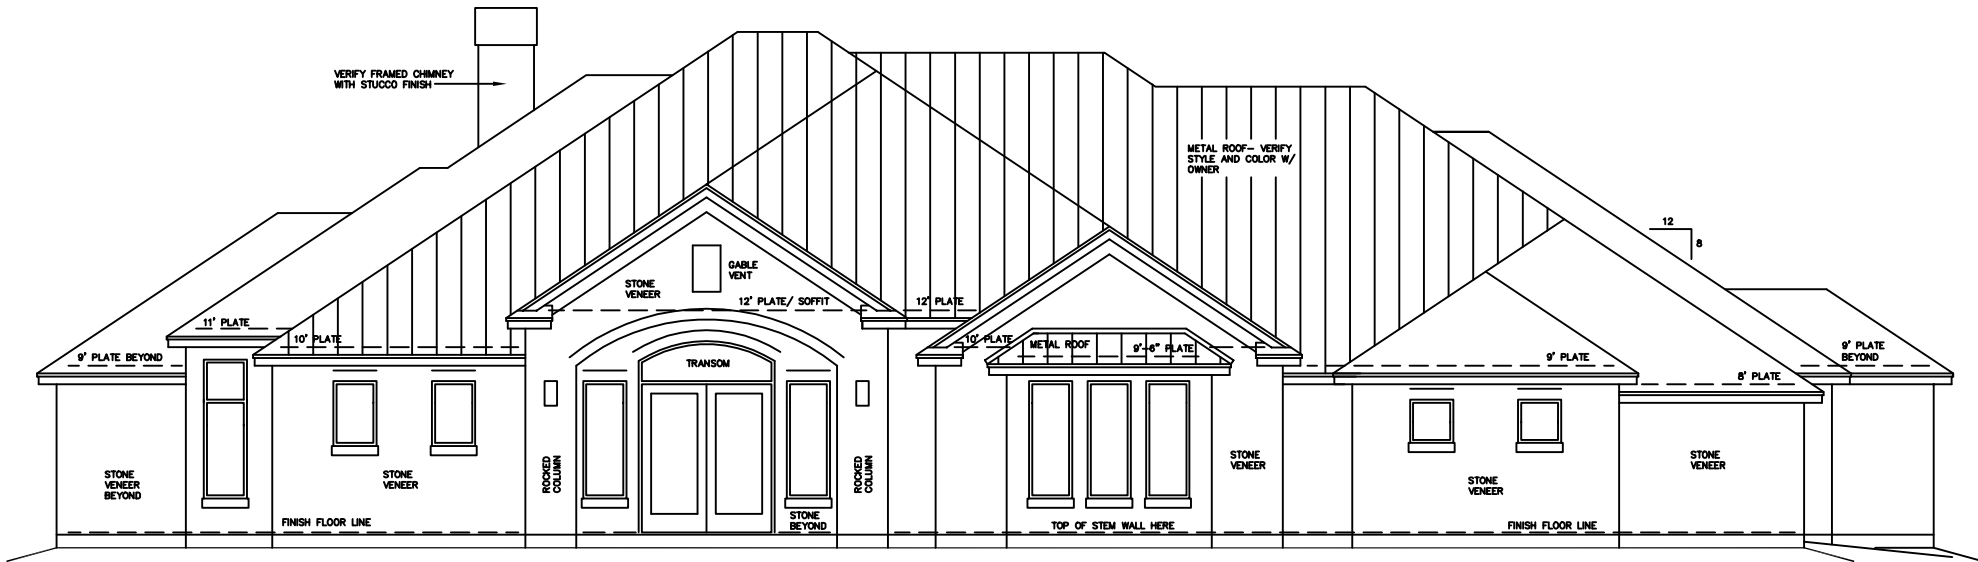 VERIFY FRAMED CHIMNEY
WITH STUCCO FINISH
METAL ROOF- VERIFY
STYLE AND COLOR W/
OWNER
12
8
GABLE
VENT
STONE
VENEER
12' PLATE/ SOFFIT
12' PLATE
11' PLATE
10' PLATE
9' PLATE BEYOND
10' PLATE
METAL ROOF
9'-6" PLATE
9' PLATE
8' PLATE
9' PLATE
BEYOND
TRANSOM
STONE
VENEER
BEYOND
STONE
VENEER
ROCKED
COLUMN
ROCKED
COLUMN
STONE
VENEER
STONE
VENEER
STONE
VENEER
STONE
BEYOND
FINISH FLOOR LINE
TOP OF STEM WALL HERE
FINISH FLOOR LINE